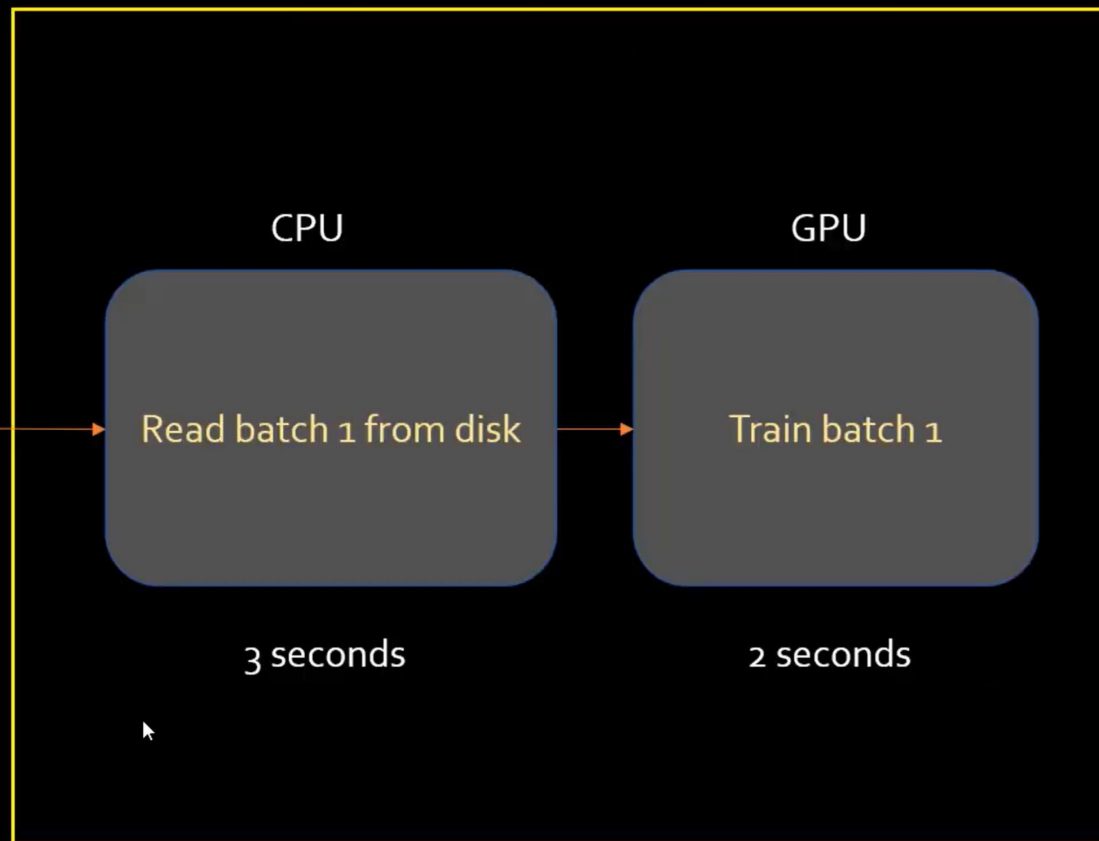 CPU
GPU
Read batch 1 from disk
Train batch 1
3 seconds
2 seconds